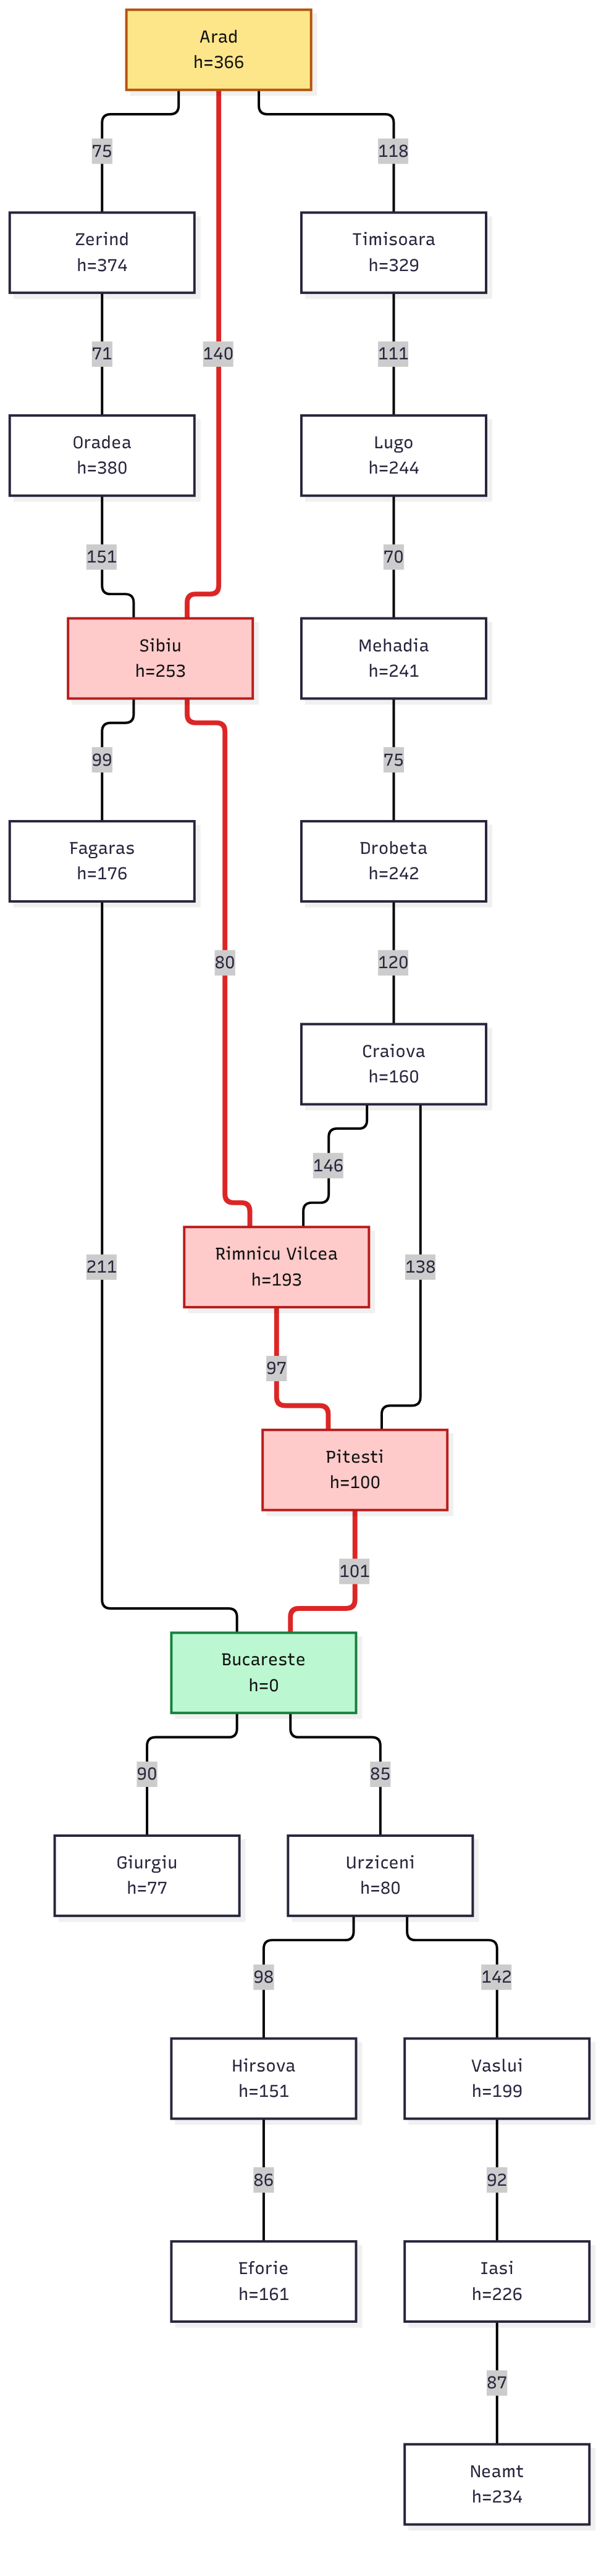 Arad
h=366
75
118
Zerind
h=374
Timisoara
h=329
71
140
111
Oradea
h=380
Lugo
h=244
151
70
Sibiu
h=253
Mehadia
h=241
99
75
Fagaras
h=176
Drobeta
h=242
80
120
Craiova
h=160
146
Rimnicu Vilcea
h=193
211
138
97
Pitesti
h=100
101
Bucareste
h=0
90
85
Giurgiu
h=77
Urziceni
h=80
98
142
Hirsova
h=151
Vaslui
h=199
86
92
Eforie
h=161
Iasi
h=226
87
Neamt
h=234